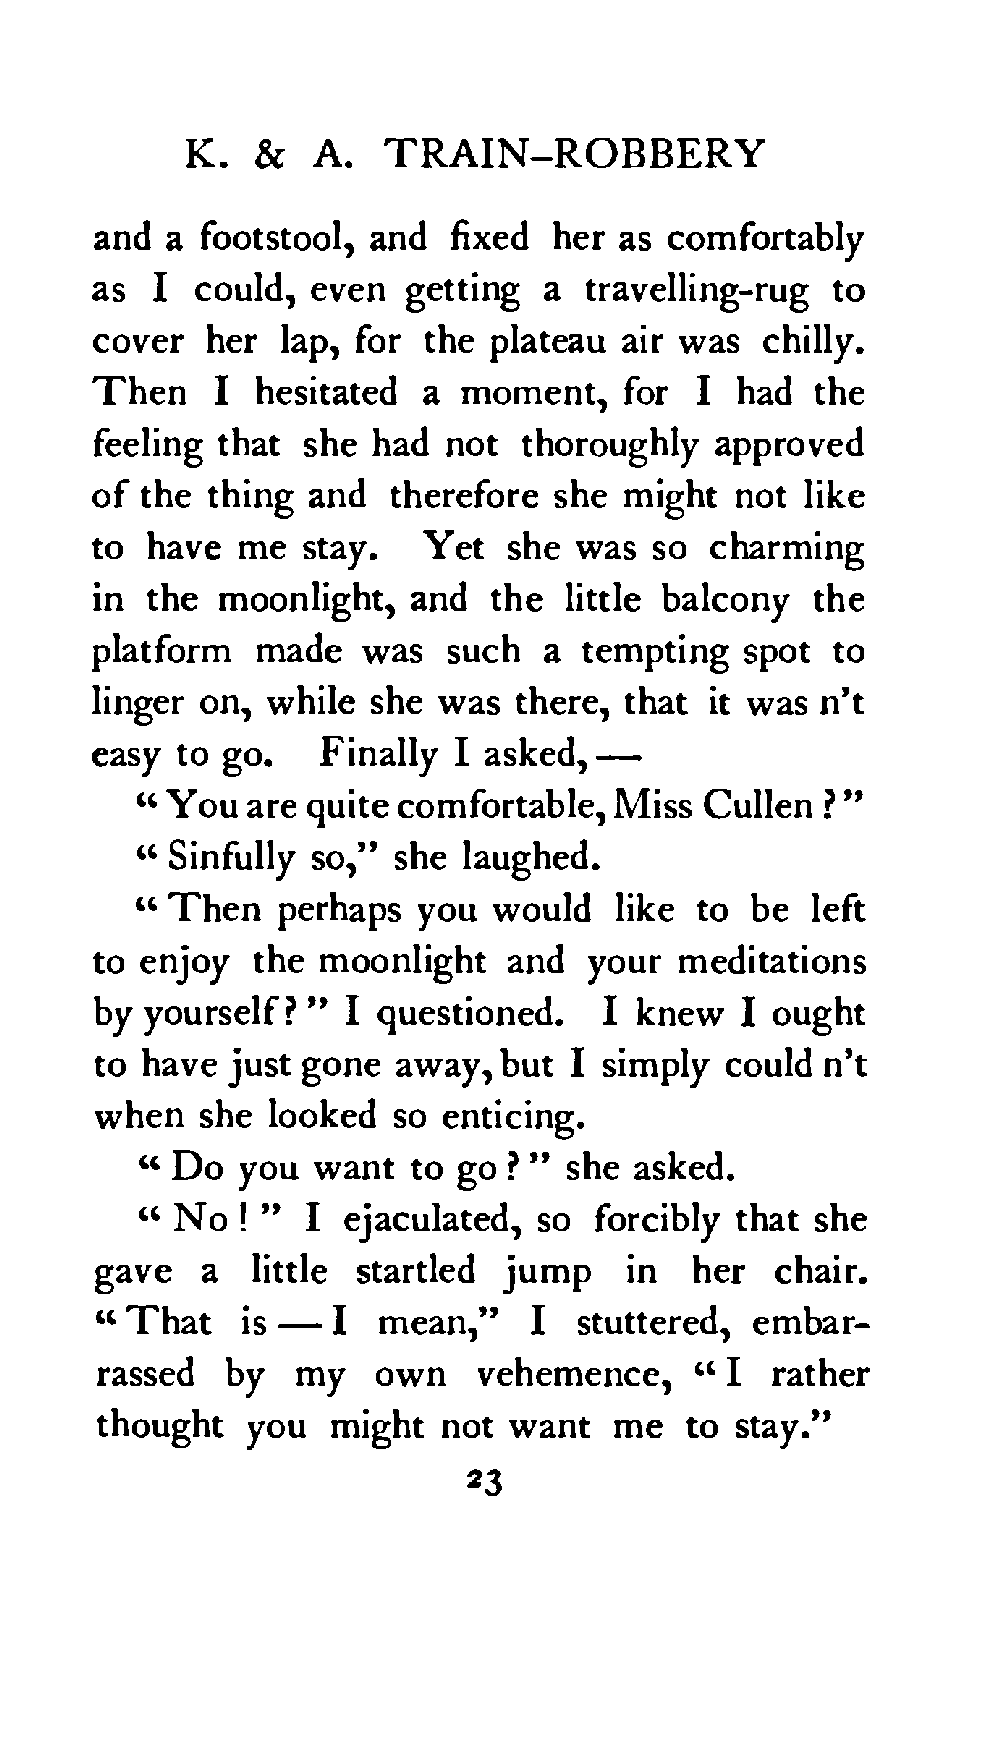 K. & A. TRAIN-ROBBERY
and a footstool, and fixed her as comfortably
as I could, even getting a travelling-rug to
cover her lap, for the plateau air was chilly.
Then I hesitated a moment, for I had the
feeling that she had not thoroughly approved
of the thing and therefore she might not like
to have me stay. Yet she was so charming
in the moonlight, and the little balcony the
platform made was such a tempting spot to
linger on, while she was there, that it was n't
easy to go. Finally I asked, —
"You are quite comfortable, Miss Cullen?"
"Sinfully so," she laughed.
"Then perhaps you would like to be left
to enjoy the moonlight and your meditations
by yourself?" I questioned. I knew I ought
to have just gone away, but I simply could n't
when she looked so enticing.
"Do you want to go?" she asked.
"No!" I ejaculated, so forcibly that she
gave a little startled jump in her chair.
"That is — I mean," I stuttered, embar-
rassed by my own vehemence, "I rather
thought you might not want me to stay."
23